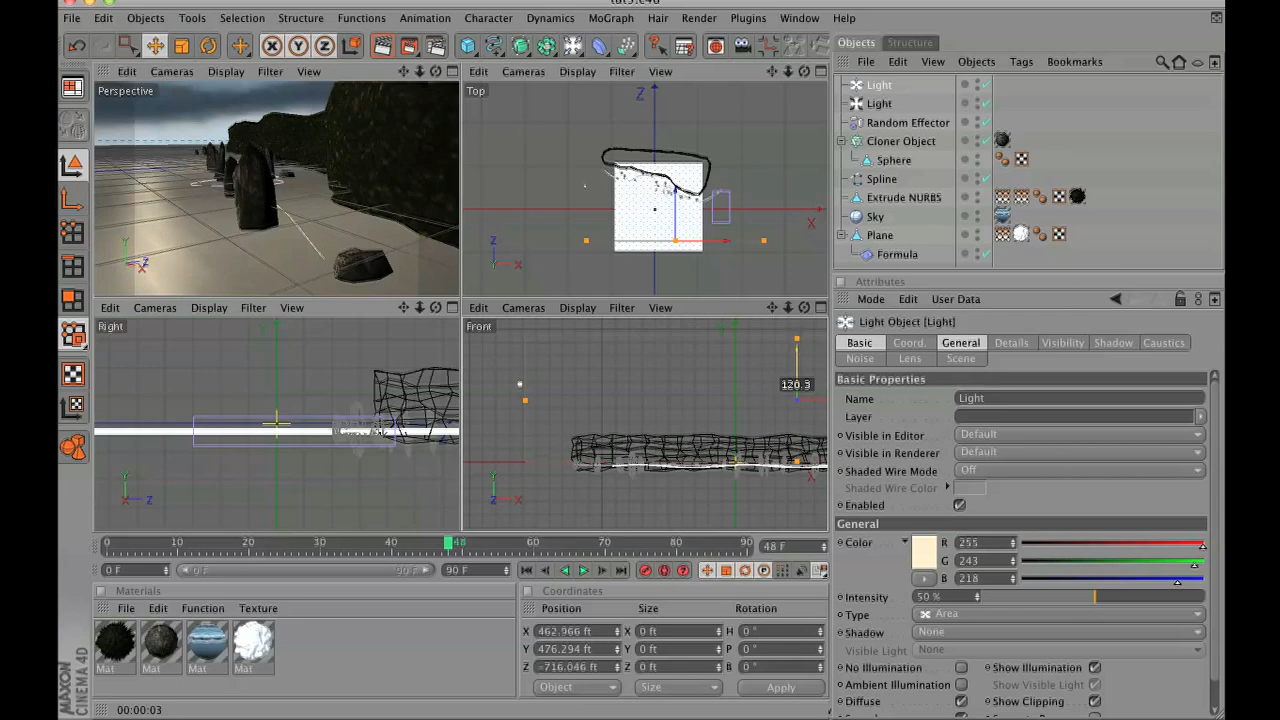 tut5.c4d
File Edit Objects Tools Selection Structure Functions Animation Character Dynamics MoGraph Hair Render Plugins Window Help
Objects Structure
File Edit View Objects Tags Bookmarks
Edit Cameras Display Filter View
Perspective
Y
Z
X
Edit Cameras Display Filter View
Top
Z
X
Z
X
Edit Cameras Display Filter View
Right
Y
Z
X
Edit Cameras Display Filter View
Front
120.3
Y
Z
X
Light
Light
Random Effector
Cloner Object
Sphere
Spline
Extrude NURBS
Sky
Plane
Formula
Attributes
Mode Edit User Data
Light Object [Light]
Basic Coord. General Details Visibility Shadow Caustics
Noise Lens Scene
Basic Properties
Name Light
Layer
Visible in Editor Default
Visible in Renderer Default
Shaded Wire Mode Off
Shaded Wire Color
Enabled
General
Color R 255
G 243
B 218
Intensity 50 %
Type Area
Shadow None
Visible Light None
No Illumination Show Illumination
Ambient Illumination Show Visible Light
Diffuse Show Clipping
0 10 20 30 40 48 60 70 80 90 48 F
0 F 0 F 90 F 90 F
Materials
File Edit Function Texture
Mat Mat Mat Mat
Coordinates
Position Size Rotation
X 462.966 ft X 0 ft H 0 °
Y 476.294 ft Y 0 ft P 0 °
Z -716.046 ft Z 0 ft B 0 °
Object Size Apply
MAXON CINEMA 4D
00:00:03